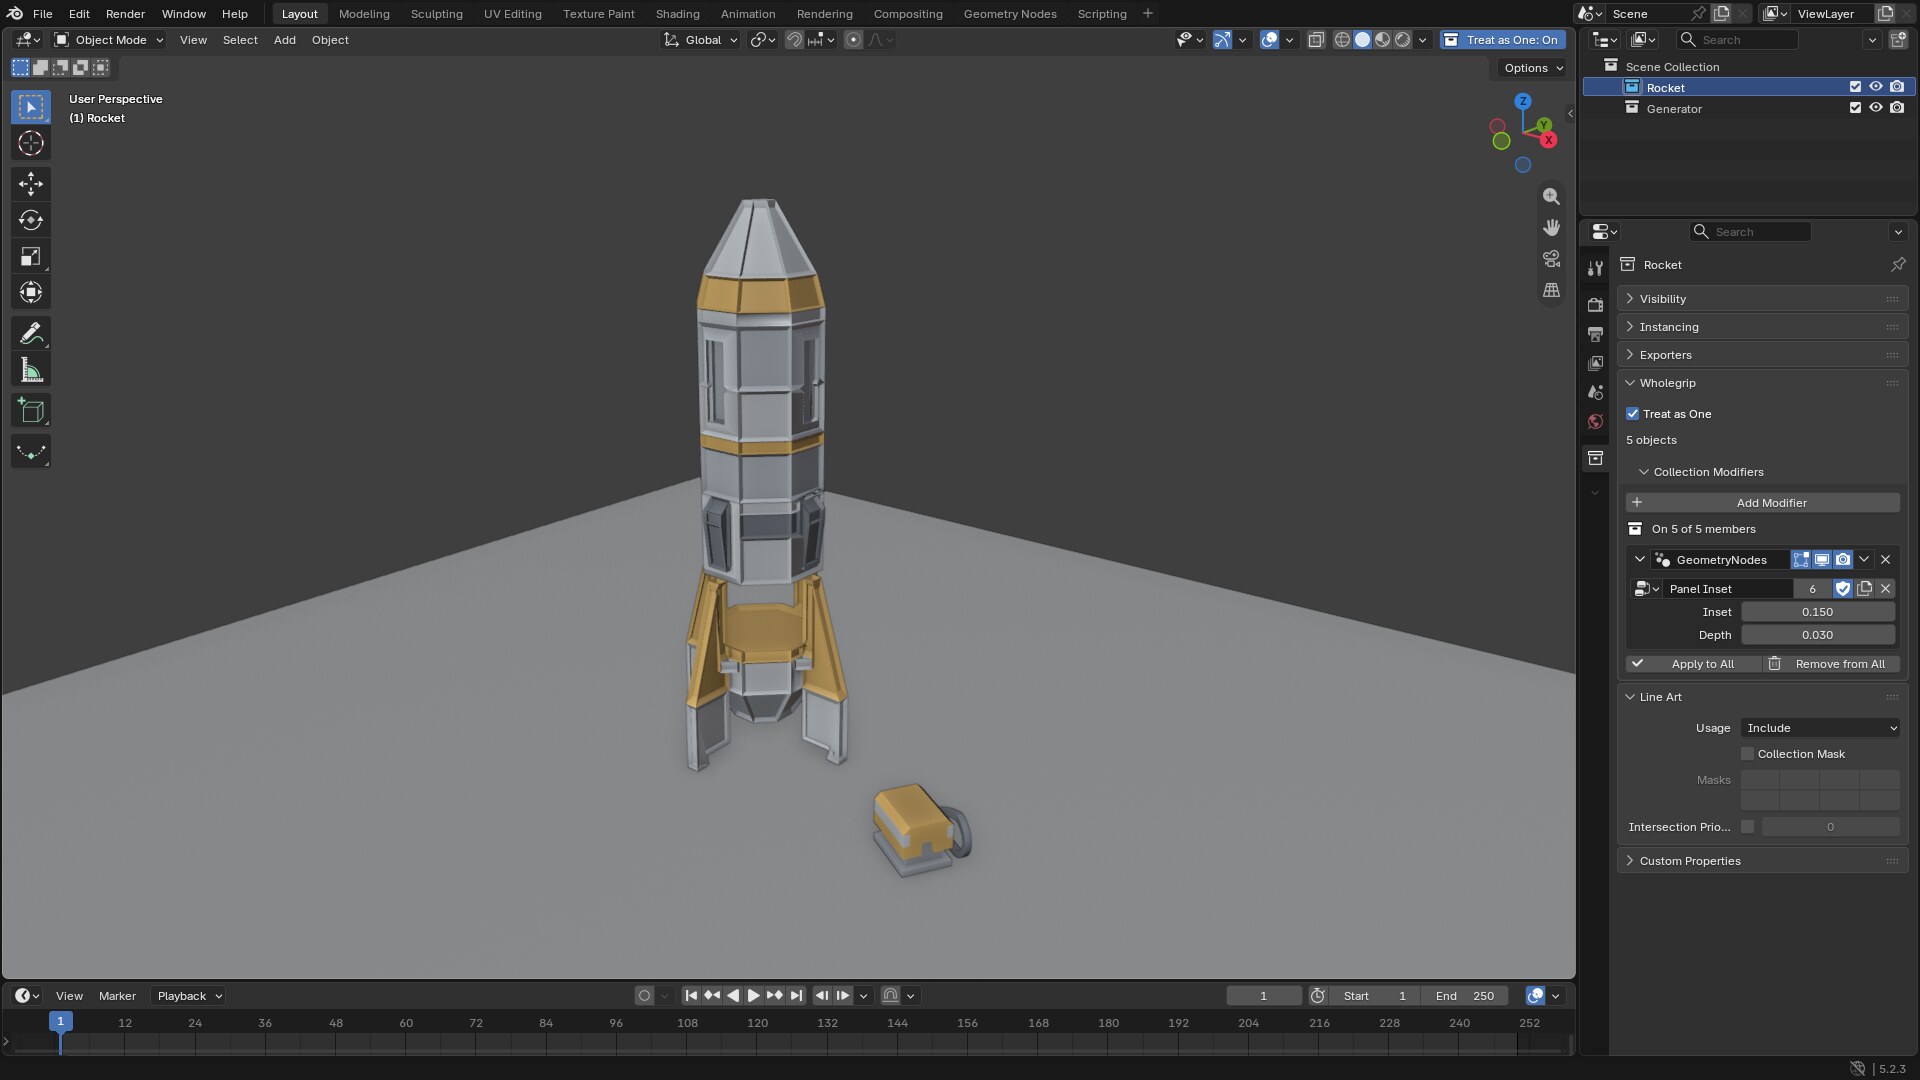 File Edit Render Window Help Layout Modeling Sculpting UV Editing Texture Paint Shading Animation Rendering Compositing Geometry Nodes Scripting Scene ViewLayer
Object Mode View Select Add Object Global Treat as One: On Search
Options
User Perspective
(1) Rocket
Z
Y
X
Scene Collection
Rocket
Generator
Search
Rocket
Visibility
Instancing
Exporters
Wholegrip
Treat as One
5 objects
Collection Modifiers
Add Modifier
On 5 of 5 members
GeometryNodes
Panel Inset 6
Inset 0.150
Depth 0.030
Apply to All Remove from All
Line Art
Usage Include
Collection Mask
Masks
Intersection Prio... 0
Custom Properties
View Marker Playback 1 Start 1 End 250
1 12 24 36 48 60 72 84 96 108 120 132 144 156 168 180 192 204 216 228 240 252
5.2.3